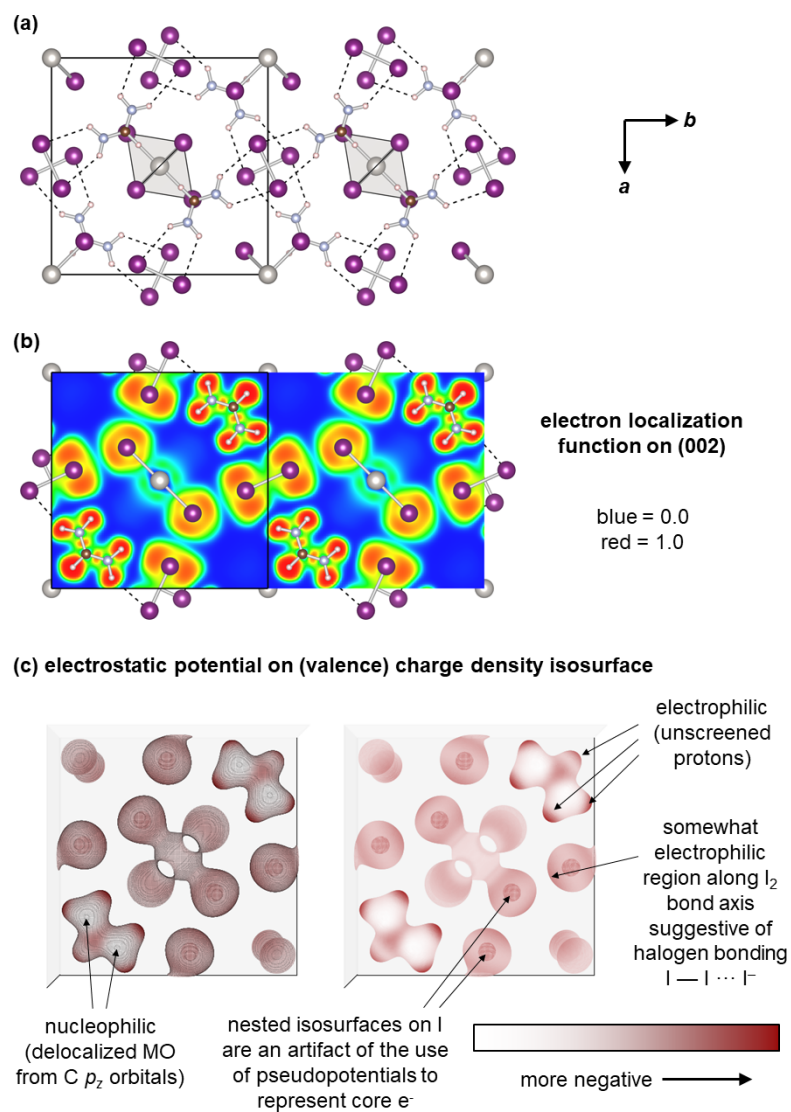 (a)
b
a
(b)
electron localization
function on (002)
blue = 0.0
red = 1.0
(c) electrostatic potential on (valence) charge density isosurface
electrophilic
(unscreened
protons)
somewhat
electrophilic
region along I₂
bond axis
suggestive of
halogen bonding
I — I ··· I⁻
nucleophilic
(delocalized MO
from C pz orbitals)
nested isosurfaces on I
are an artifact of the use
of pseudopotentials to
represent core e⁻
more negative